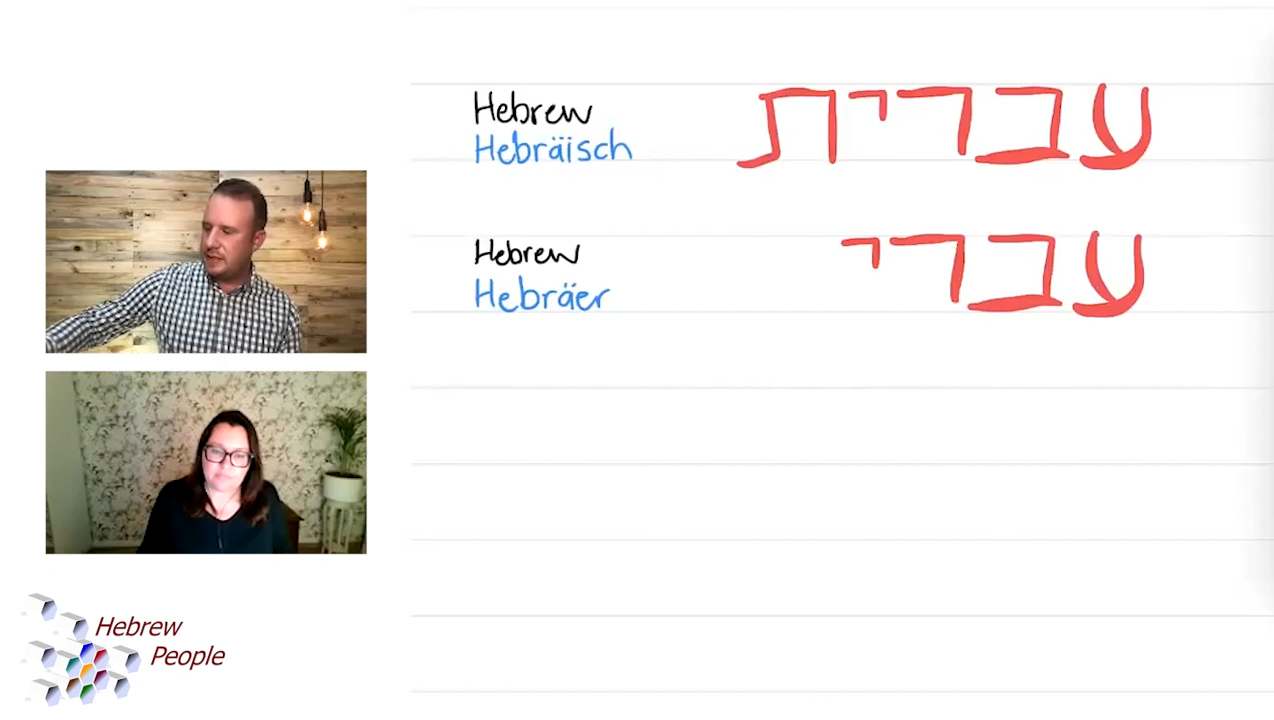 Hebrew
Hebräisch
עברית
Hebrew
Hebräer
עברי
Hebrew
People